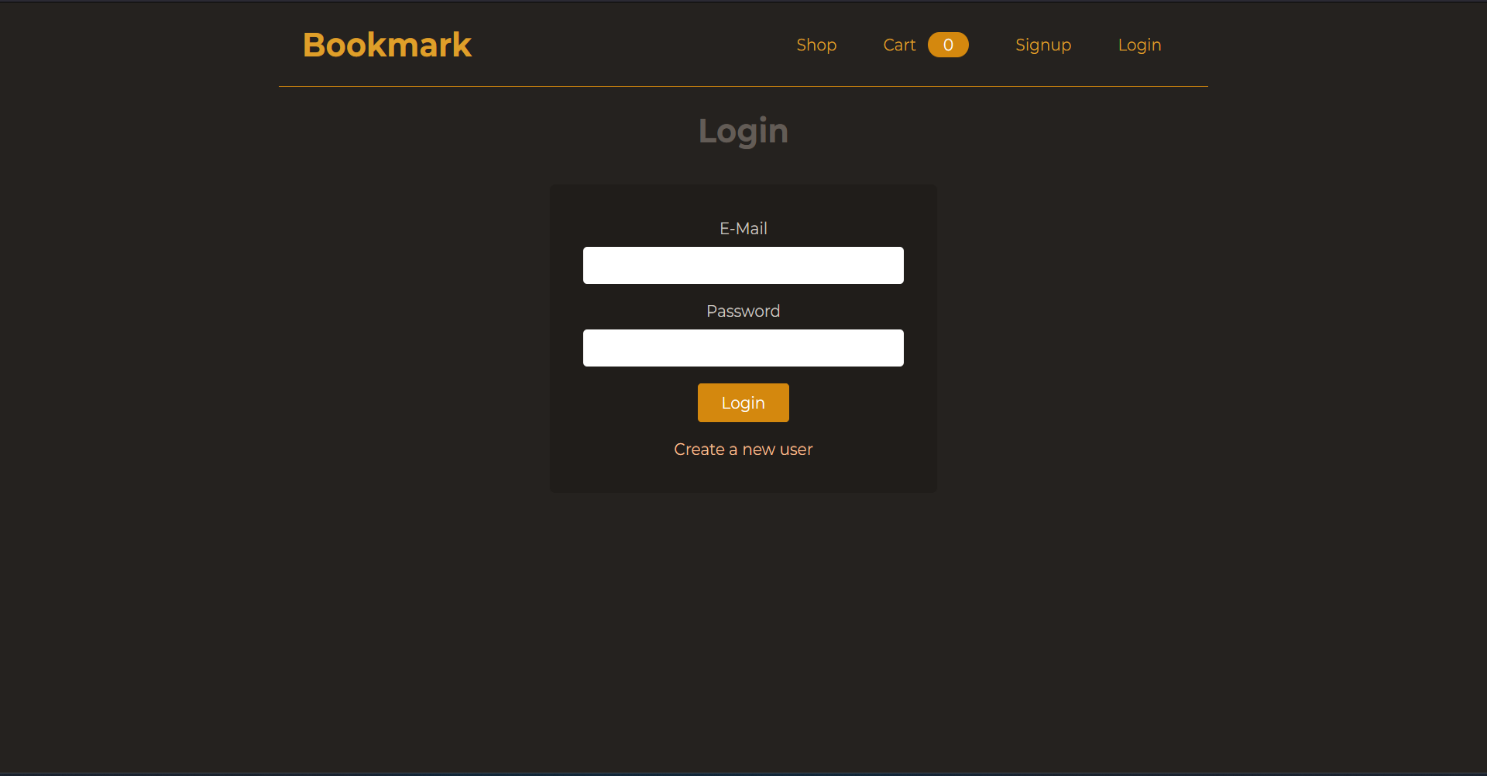 Bookmark
Shop Cart 0 Signup Login
Login
E-Mail
Password
Login
Create a new user